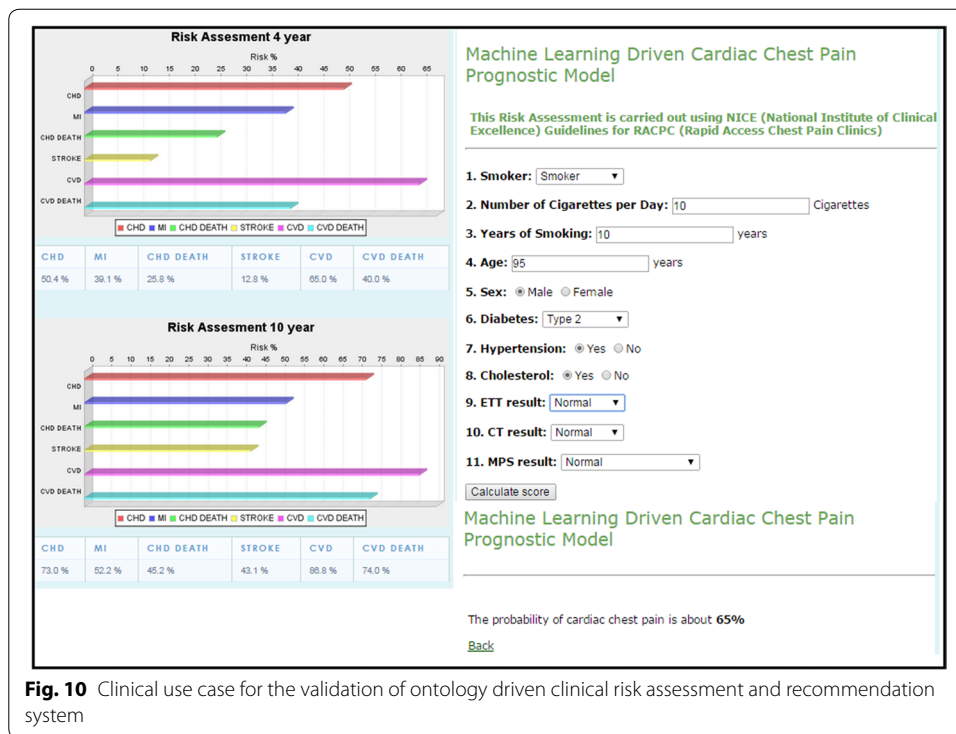 Risk Assesment 4 year
Risk %
0 5 10 15 20 25 30 35 40 45 50 55 60 65
CHD
MI
CHD DEATH
STROKE
CVD
CVD DEATH
CHD MI CHD DEATH STROKE CVD CVD DEATH
CHD MI CHD DEATH STROKE CVD CVD DEATH
50.4 % 39.1 % 25.8 % 12.8 % 65.0 % 40.0 %
Risk Assesment 10 year
Risk %
0 5 10 15 20 25 30 35 40 45 50 55 60 65 70 75 80 85 90
CHD
MI
CHD DEATH
STROKE
CVD
CVD DEATH
CHD MI CHD DEATH STROKE CVD CVD DEATH
CHD MI CHD DEATH STROKE CVD CVD DEATH
73.0 % 52.2 % 45.2 % 43.1 % 86.8 % 74.0 %
Machine Learning Driven Cardiac Chest Pain
Prognostic Model
This Risk Assessment is carried out using NICE (National Institute of Clinical
Excellence) Guidelines for RACPC (Rapid Access Chest Pain Clinics)
1. Smoker: Smoker
2. Number of Cigarettes per Day: 10 Cigarettes
3. Years of Smoking: 10 years
4. Age: 95 years
5. Sex: Male Female
6. Diabetes: Type 2
7. Hypertension: Yes No
8. Cholesterol: Yes No
9. ETT result: Normal
10. CT result: Normal
11. MPS result: Normal
Calculate score
Machine Learning Driven Cardiac Chest Pain
Prognostic Model
The probability of cardiac chest pain is about 65%
Back
Fig. 10 Clinical use case for the validation of ontology driven clinical risk assessment and recommendation
system